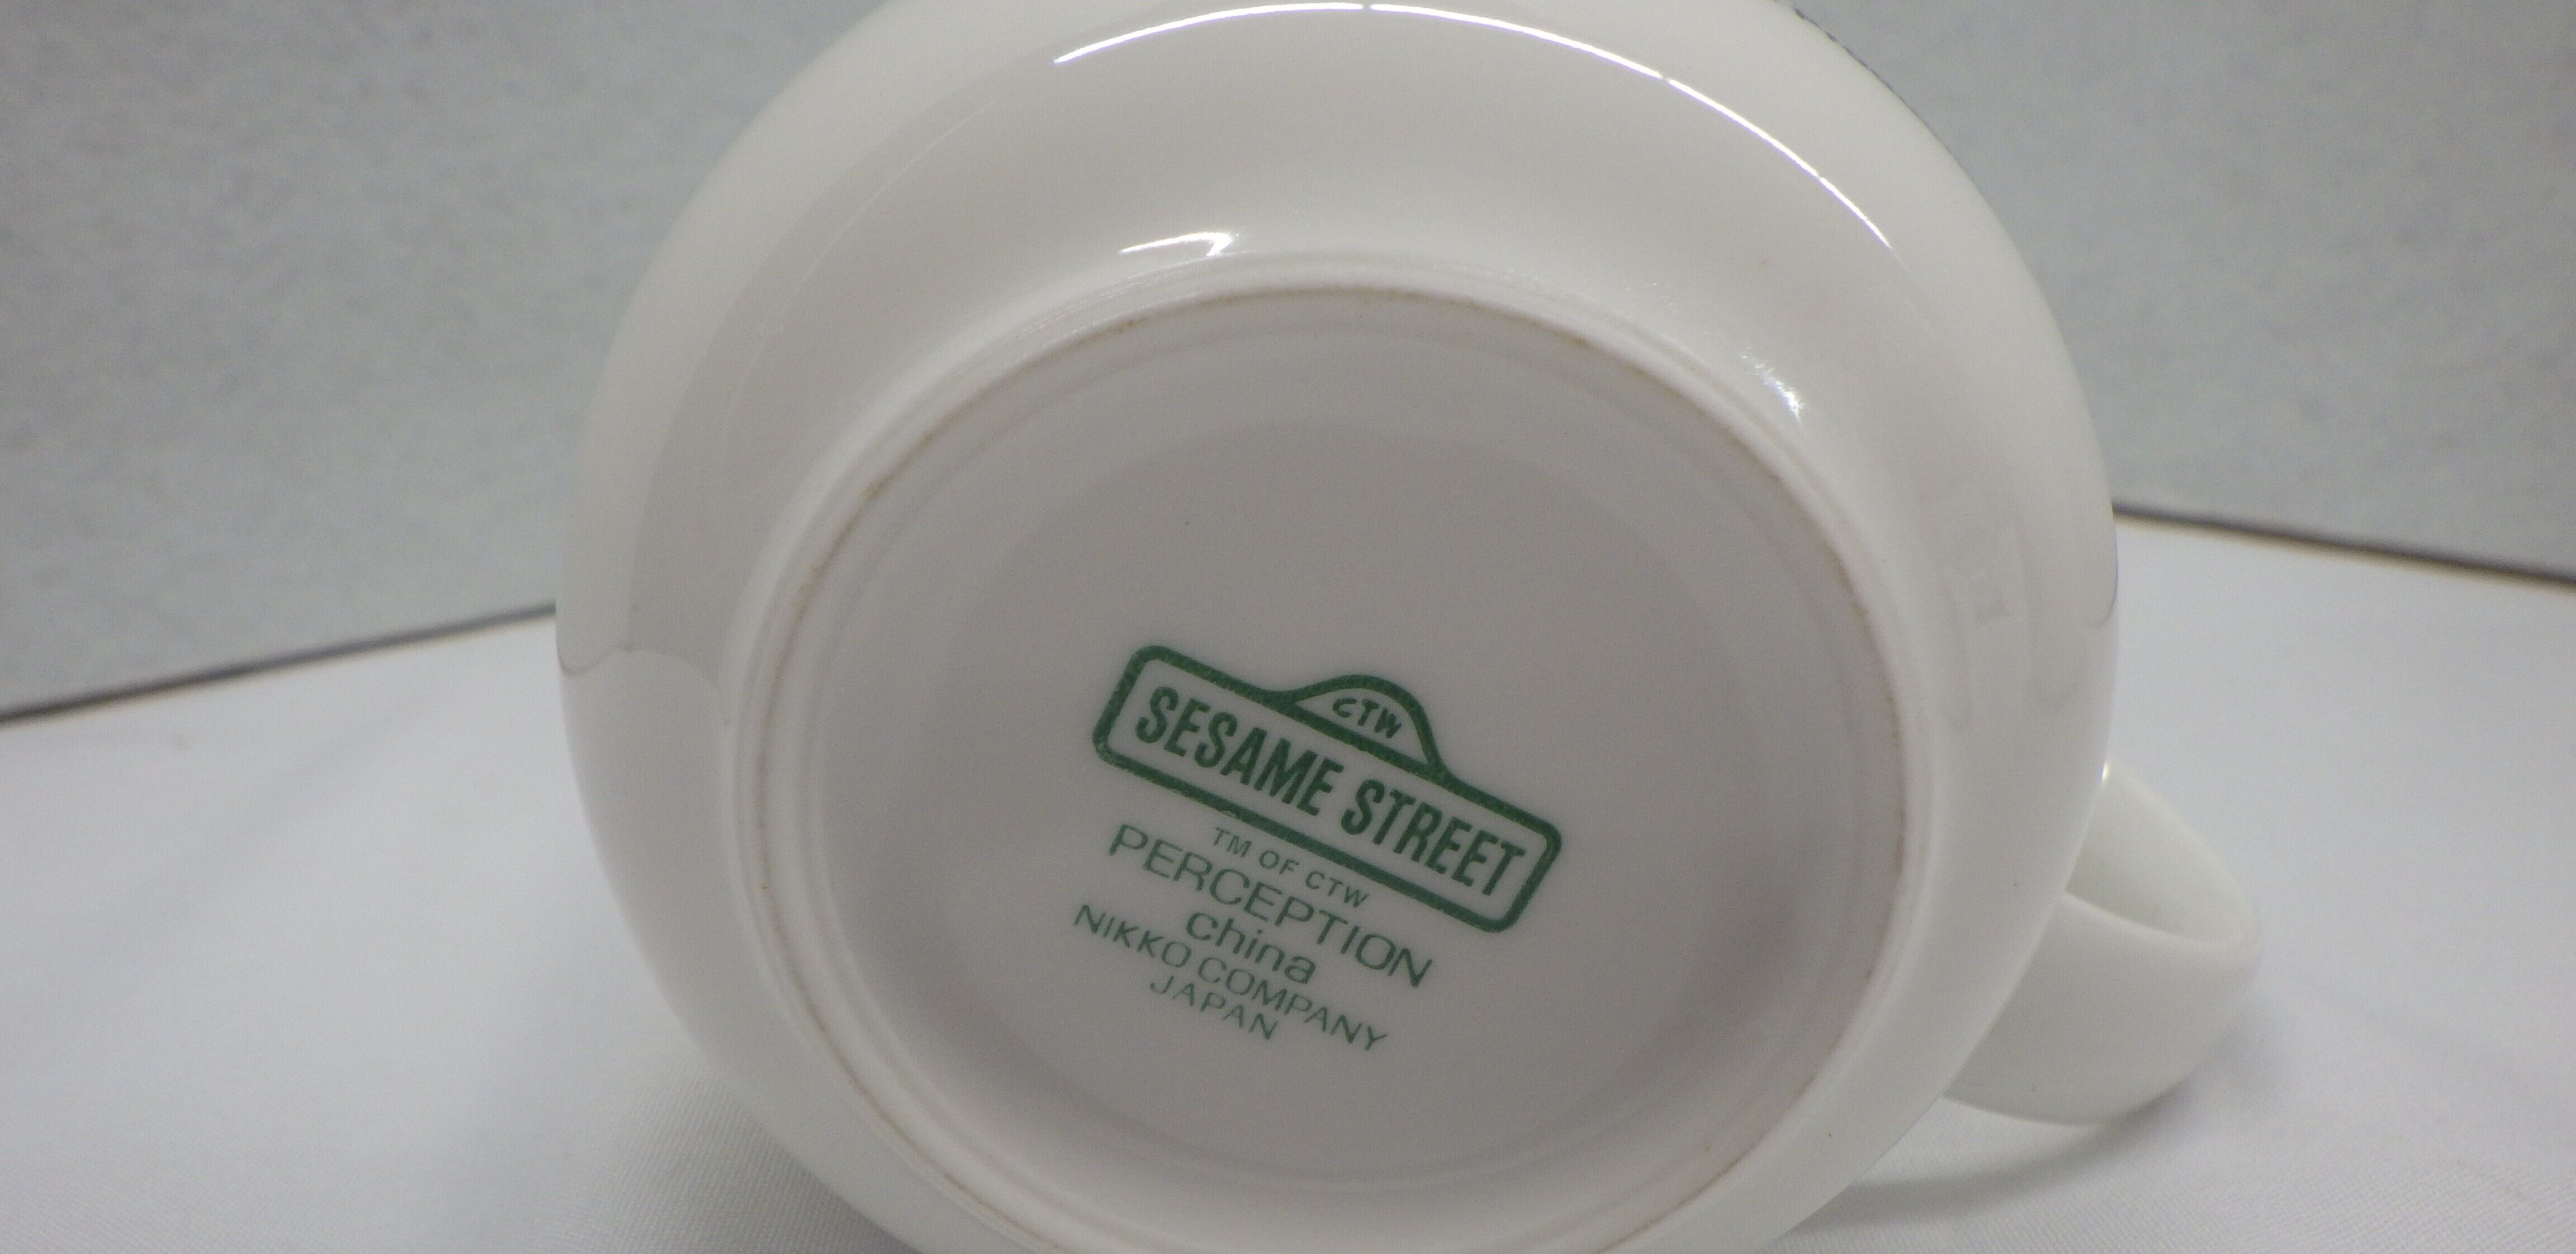 CTW
SESAME STREET
TM OF CTW
PERCEPTION
china
NIKKO COMPANY
JAPAN